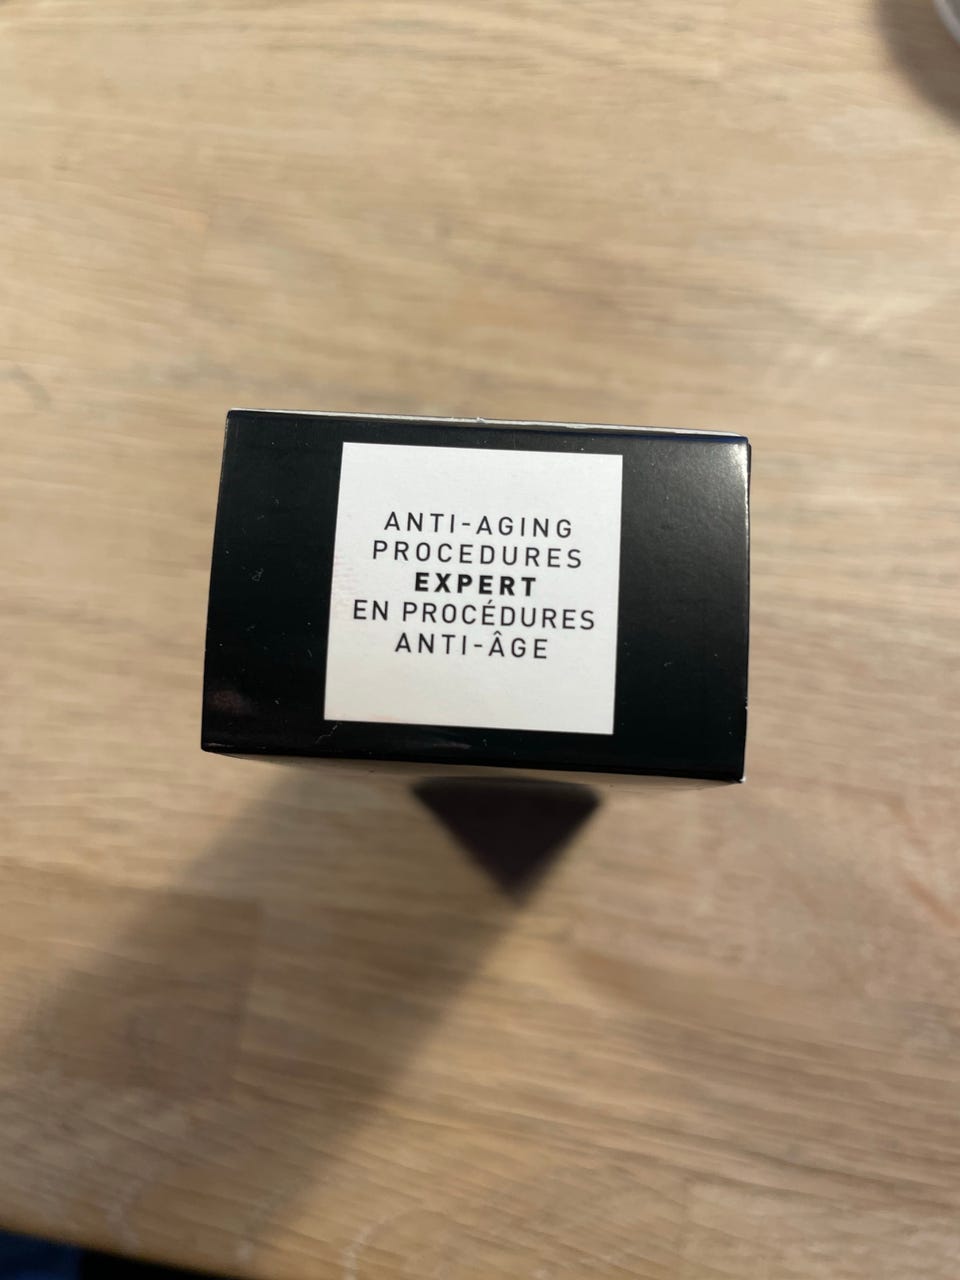 ANTI-AGING
PROCEDURES
EXPERT
EN PROCÉDURES
ANTI-ÂGE